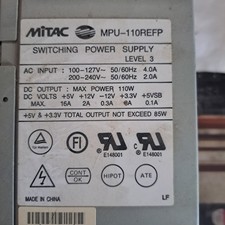 MiTAC MPU-110REFP
SWITCHING POWER SUPPLY
LEVEL 3
AC INPUT : 100-127V~ 50/60Hz 4.0A
200-240V~ 50/60Hz 2.0A
DC OUTPUT : MAX POWER 110W
DC VOLTS +5V +12V -12V +3.3V +5VSB
MAX. 16A 2A 0.3A 6A 0.1A
+5V & +3.3V TOTAL OUTPUT NOT EXCEED 85W
FI
E148001 E148001
CONT OK HIPOT ATE
MADE IN CHINA LF